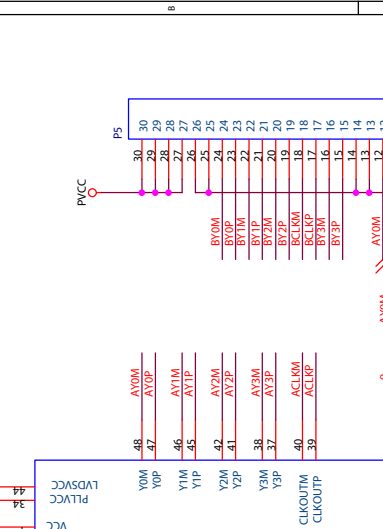 B
P5
30 29 28 27 26 25 24 23 22 21 20 19 18 17 16 15 14 13 12
30 29 28 27 26 25 24 23 22 21 20 19 18 17 16 15 14 13 12
PVCC
BY0M
BY0P
BY1M
BY1P
BY2M
BY2P
BCLKM
BCLKP
BY3M
BY3P
AY0M
AY0M
AY0P
AY1M
AY1P
AY2M
AY2P
AY3M
AY3P
ACLKM
ACLKP
48 47 46 45 42 41 38 37 40 39
Y0M
Y0P
Y1M
Y1P
Y2M
Y2P
Y3M
Y3P
CLKOUTM
CLKOUTP
44
LVDSVCC
34
PLLVCC
VCC